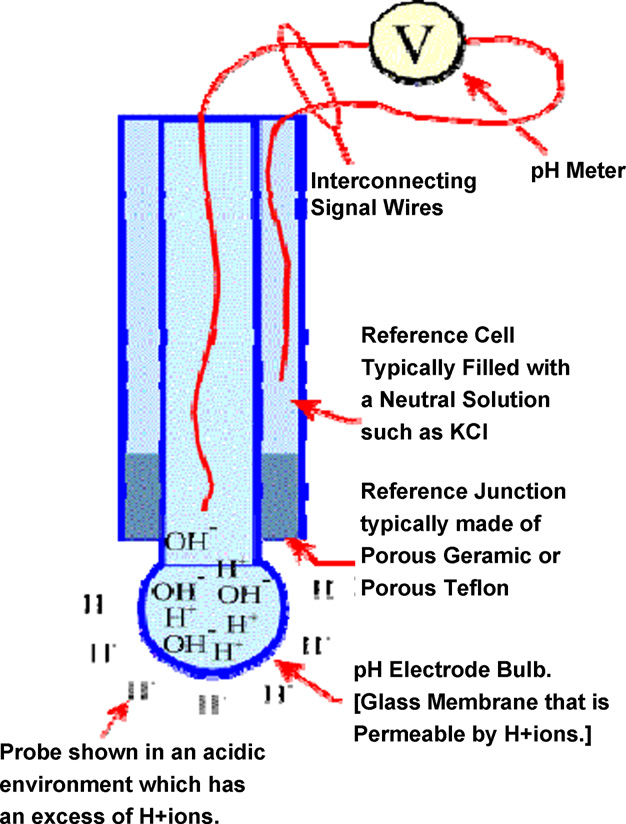 V
pH Meter
Interconnecting
Signal Wires
Reference Cell
Typically Filled with
a Neutral Solution
such as KCl
Reference Junction
typically made of
Porous Geramic or
Porous Teflon
OH-
H+
OH- OH-
H+ H+
OH- H+
pH Electrode Bulb.
[Glass Membrane that is
Permeable by H+ions.]
Probe shown in an acidic
environment which has
an excess of H+ions.